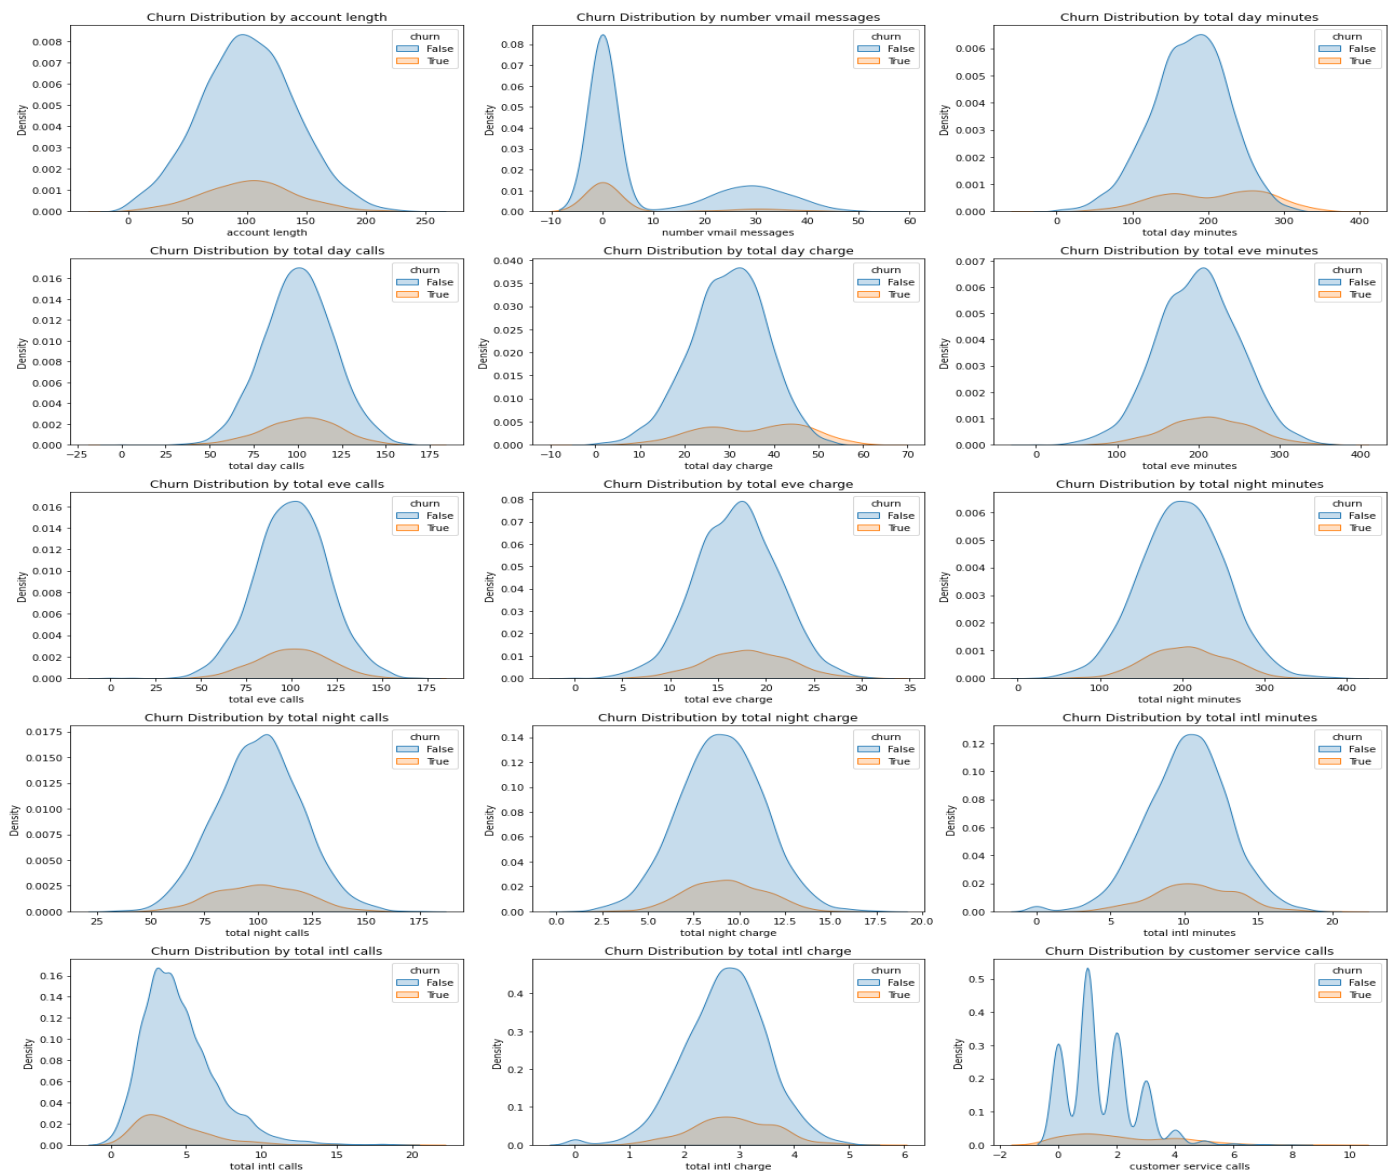 Churn Distribution by account length
churn
False
True
0.008
0.007
0.006
0.005
0.004
0.003
0.002
0.001
0.000
Density
0
50
100
150
200
250
account length
Churn Distribution by number vmail messages
churn
False
True
0.08
0.07
0.06
0.05
0.04
0.03
0.02
0.01
0.00
Density
−10
0
10
20
30
40
50
60
number vmail messages
Churn Distribution by total day minutes
churn
False
True
0.006
0.005
0.004
0.003
0.002
0.001
0.000
Density
0
100
200
300
400
total day minutes
Churn Distribution by total day calls
churn
False
True
0.016
0.014
0.012
0.010
0.008
0.006
0.004
0.002
0.000
Density
−25
0
25
50
75
100
125
150
175
total day calls
Churn Distribution by total day charge
churn
False
True
0.040
0.035
0.030
0.025
0.020
0.015
0.010
0.005
0.000
Density
−10
0
10
20
30
40
50
60
70
total day charge
Churn Distribution by total eve minutes
churn
False
True
0.007
0.006
0.005
0.004
0.003
0.002
0.001
0.000
Density
0
100
200
300
400
total eve minutes
Churn Distribution by total eve calls
churn
False
True
0.016
0.014
0.012
0.010
0.008
0.006
0.004
0.002
0.000
Density
0
25
50
75
100
125
150
175
total eve calls
Churn Distribution by total eve charge
churn
False
True
0.08
0.07
0.06
0.05
0.04
0.03
0.02
0.01
0.00
Density
0
5
10
15
20
25
30
35
total eve charge
Churn Distribution by total night minutes
churn
False
True
0.006
0.005
0.004
0.003
0.002
0.001
0.000
Density
0
100
200
300
400
total night minutes
Churn Distribution by total night calls
churn
False
True
0.0175
0.0150
0.0125
0.0100
0.0075
0.0050
0.0025
0.0000
Density
25
50
75
100
125
150
175
total night calls
Churn Distribution by total night charge
churn
False
True
0.14
0.12
0.10
0.08
0.06
0.04
0.02
0.00
Density
0.0
2.5
5.0
7.5
10.0
12.5
15.0
17.5
20.0
total night charge
Churn Distribution by total intl minutes
churn
False
True
0.12
0.10
0.08
0.06
0.04
0.02
0.00
Density
0
5
10
15
20
total intl minutes
Churn Distribution by total intl calls
churn
False
True
0.16
0.14
0.12
0.10
0.08
0.06
0.04
0.02
0.00
Density
0
5
10
15
20
total intl calls
Churn Distribution by total intl charge
churn
False
True
0.4
0.3
0.2
0.1
0.0
Density
0
1
2
3
4
5
6
total intl charge
Churn Distribution by customer service calls
churn
False
True
0.5
0.4
0.3
0.2
0.1
0.0
Density
−2
0
2
4
6
8
10
customer service calls